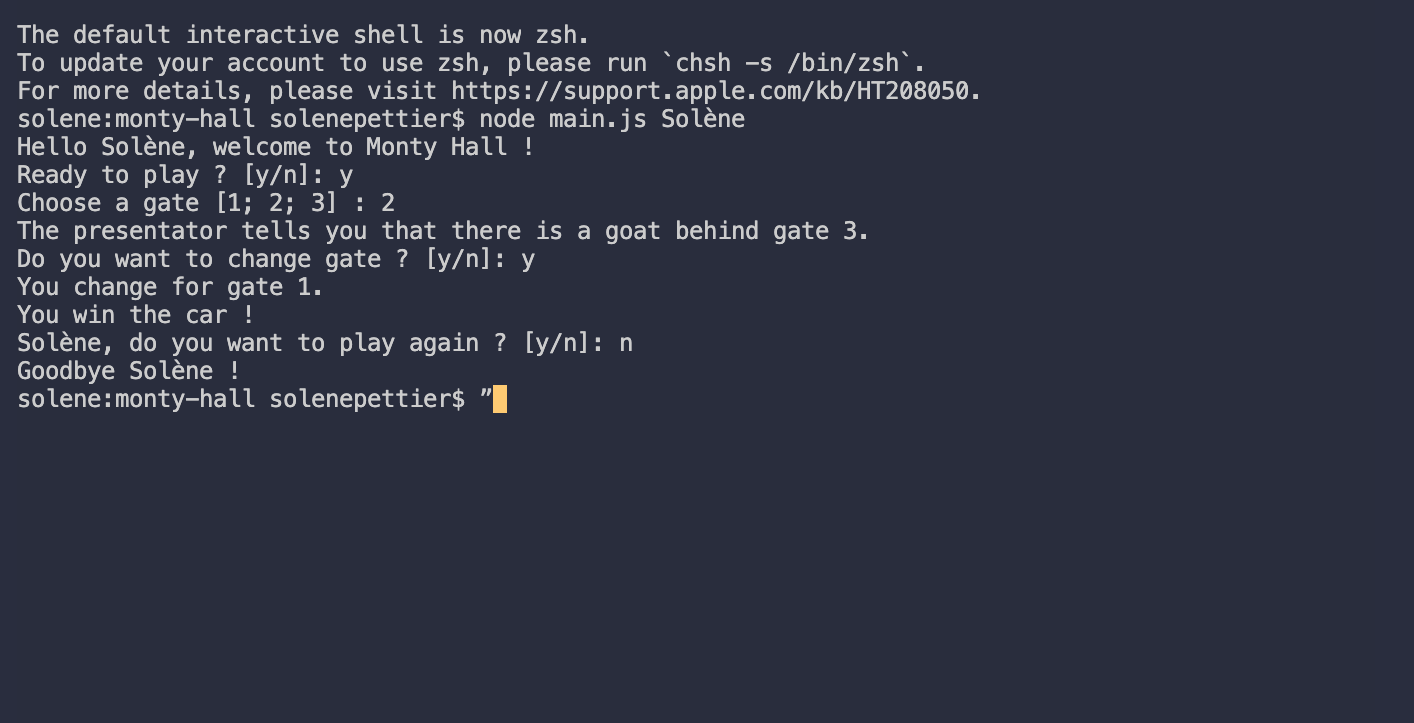 The default interactive shell is now zsh.
To update your account to use zsh, please run `chsh -s /bin/zsh`.
For more details, please visit https://support.apple.com/kb/HT208050.
solene:monty-hall solenepettier$ node main.js Solène
Hello Solène, welcome to Monty Hall !
Ready to play ? [y/n]: y
Choose a gate [1; 2; 3] : 2
The presentator tells you that there is a goat behind gate 3.
Do you want to change gate ? [y/n]: y
You change for gate 1.
You win the car !
Solène, do you want to play again ? [y/n]: n
Goodbye Solène !
solene:monty-hall solenepettier$ ”